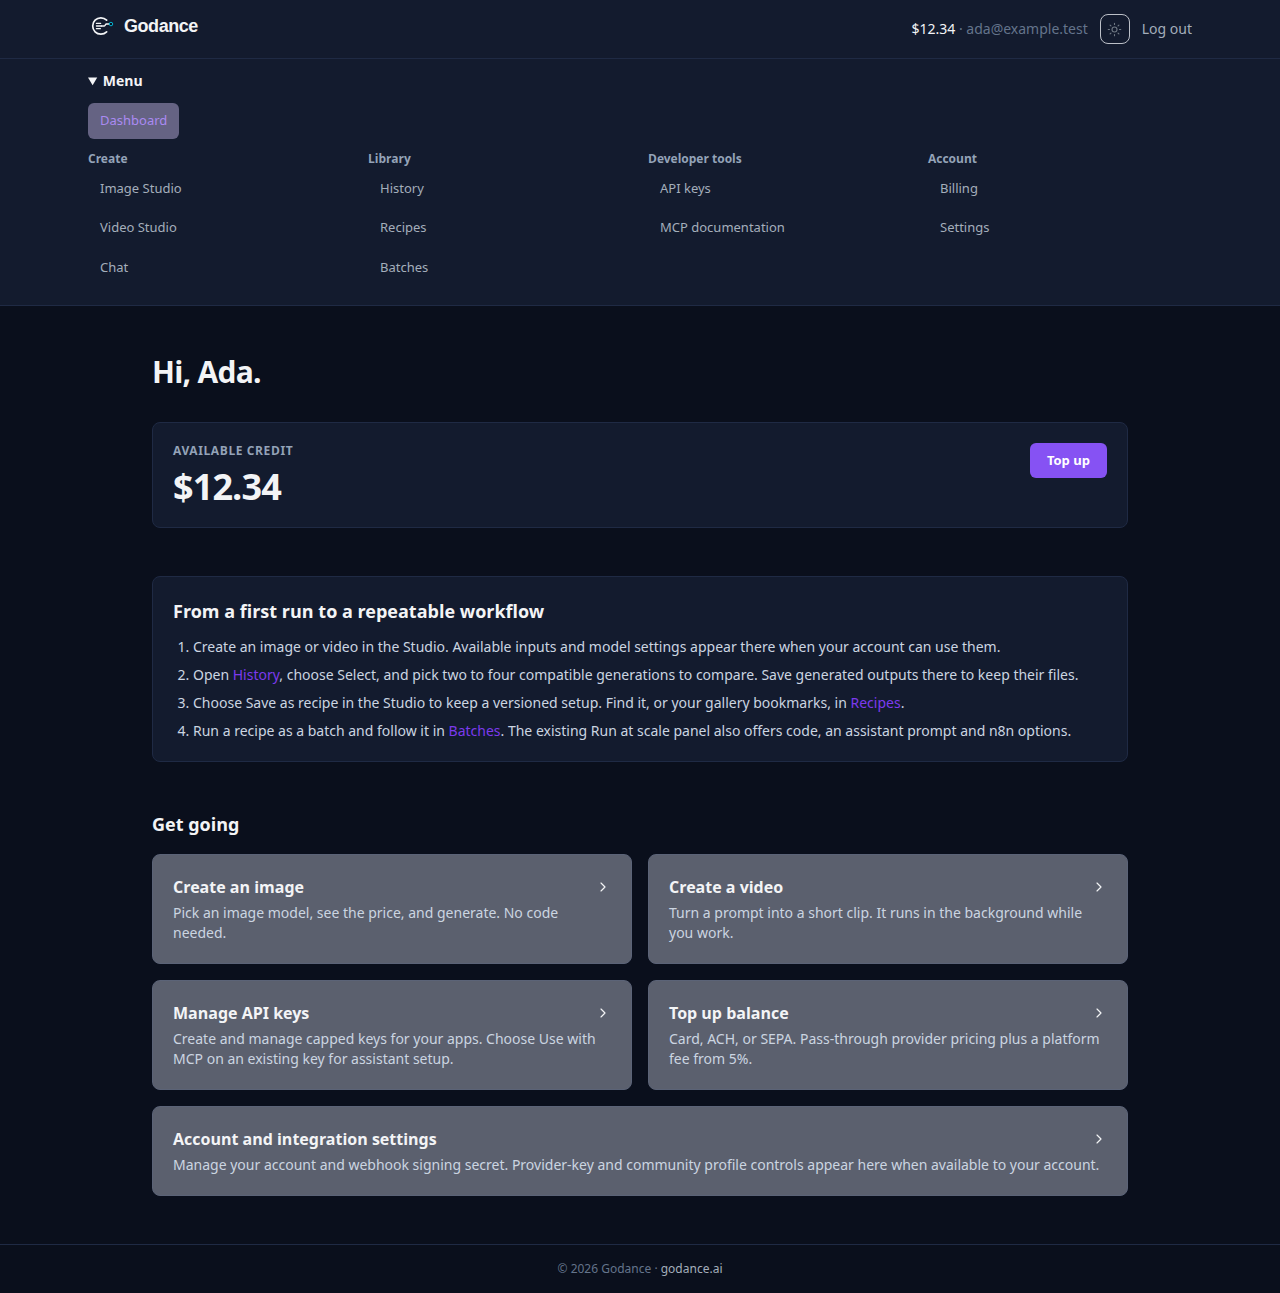 Godance
$12.34 · ada@example.test
Log out
Menu
Dashboard
Create
Image Studio
Video Studio
Chat
Library
History
Recipes
Batches
Developer tools
API keys
MCP documentation
Account
Billing
Settings
Hi, Ada.
AVAILABLE CREDIT
$12.34
Top up
From a first run to a repeatable workflow
1. Create an image or video in the Studio. Available inputs and model settings appear there when your account can use them.
2. Open History, choose Select, and pick two to four compatible generations to compare. Save generated outputs there to keep their files.
3. Choose Save as recipe in the Studio to keep a versioned setup. Find it, or your gallery bookmarks, in Recipes.
4. Run a recipe as a batch and follow it in Batches. The existing Run at scale panel also offers code, an assistant prompt and n8n options.
Get going
Create an image
Pick an image model, see the price, and generate. No code
needed.
Create a video
Turn a prompt into a short clip. It runs in the background while
you work.
Manage API keys
Create and manage capped keys for your apps. Choose Use with
MCP on an existing key for assistant setup.
Top up balance
Card, ACH, or SEPA. Pass-through provider pricing plus a platform
fee from 5%.
Account and integration settings
Manage your account and webhook signing secret. Provider-key and community profile controls appear here when available to your account.
© 2026 Godance · godance.ai